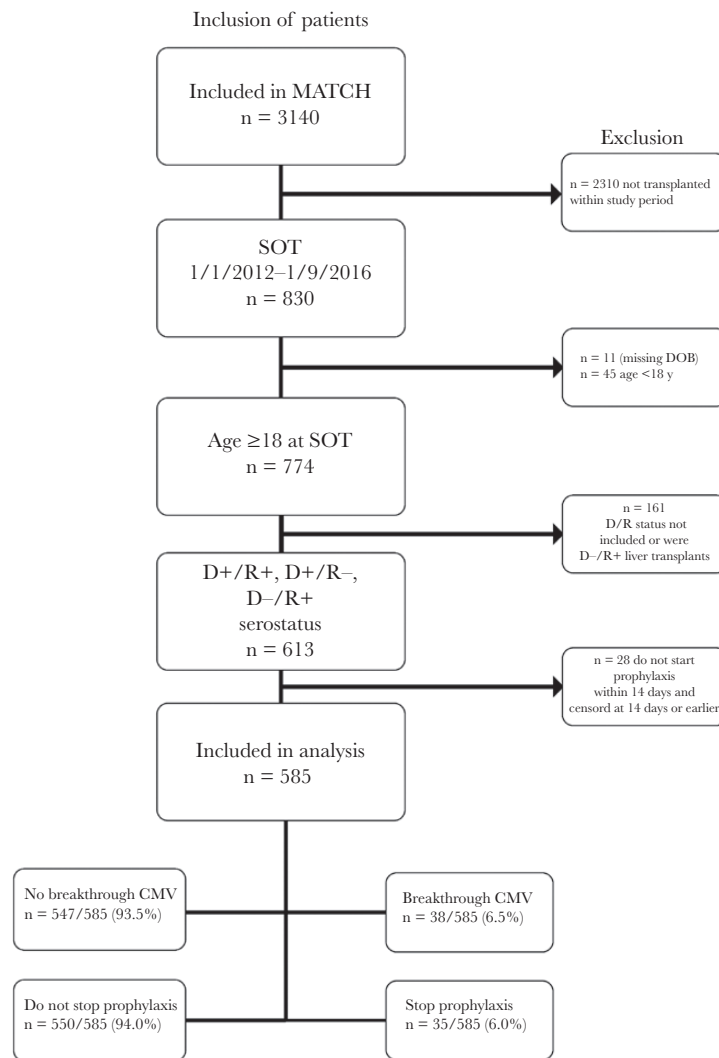 Inclusion of patients
Included in MATCH
n = 3140
Exclusion
n = 2310 not transplanted
within study period
SOT
1/1/2012–1/9/2016
n = 830
n = 11 (missing DOB)
n = 45 age <18 y
Age ≥18 at SOT
n = 774
n = 161
D/R status not
included or were
D–/R+ liver transplants
D+/R+, D+/R–,
D–/R+
serostatus
n = 613
n = 28 do not start
prophylaxis
within 14 days and
censord at 14 days or earlier
Included in analysis
n = 585
No breakthrough CMV
n = 547/585 (93.5%)
Breakthrough CMV
n = 38/585 (6.5%)
Do not stop prophylaxis
n = 550/585 (94.0%)
Stop prophylaxis
n = 35/585 (6.0%)